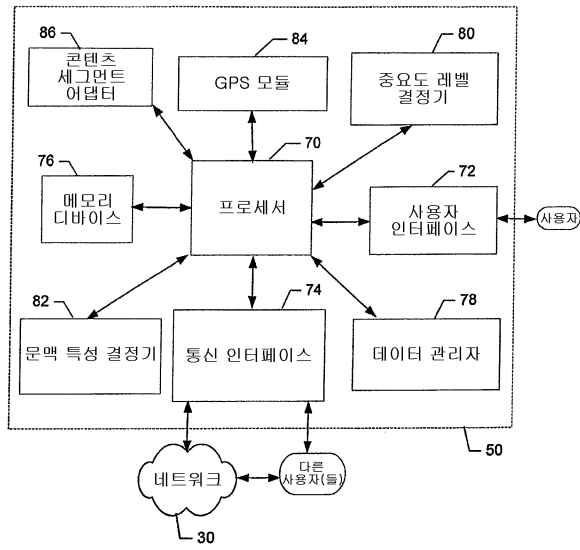 86
콘텐츠
세그먼트
어댑터
84
GPS 모듈
80
중요도 레벨
결정기
76
메모리
디바이스
70
프로세서
72
사용자
인터페이스
사용자
82
문맥 특성 결정기
74
통신 인터페이스
78
데이터 관리자
50
네트워크
30
다른
사용자(들)